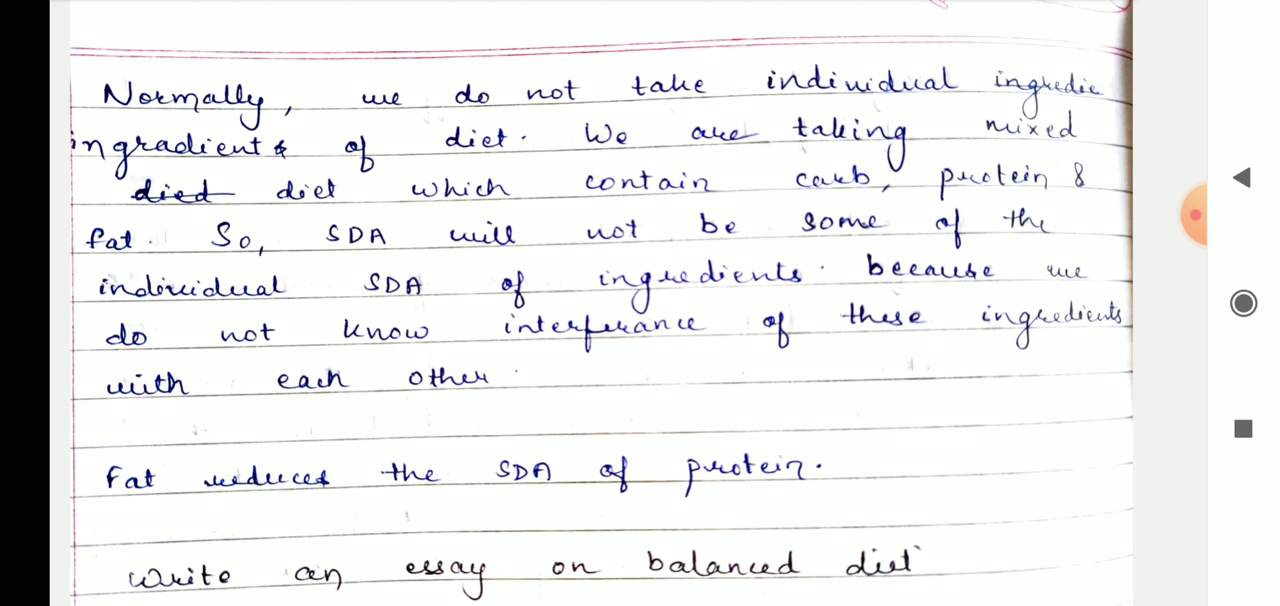 Normally, we do not take individual ingredie
ingradients of diet. We are taking mixed
died diet which contain carb, protein &
fat. So, SDA will not be some of the
individual SDA of ingredients. because we
do not know interferance of these ingredients
with each other.
Fat reduces the SDA of protein.
Write an essay on balanced diet